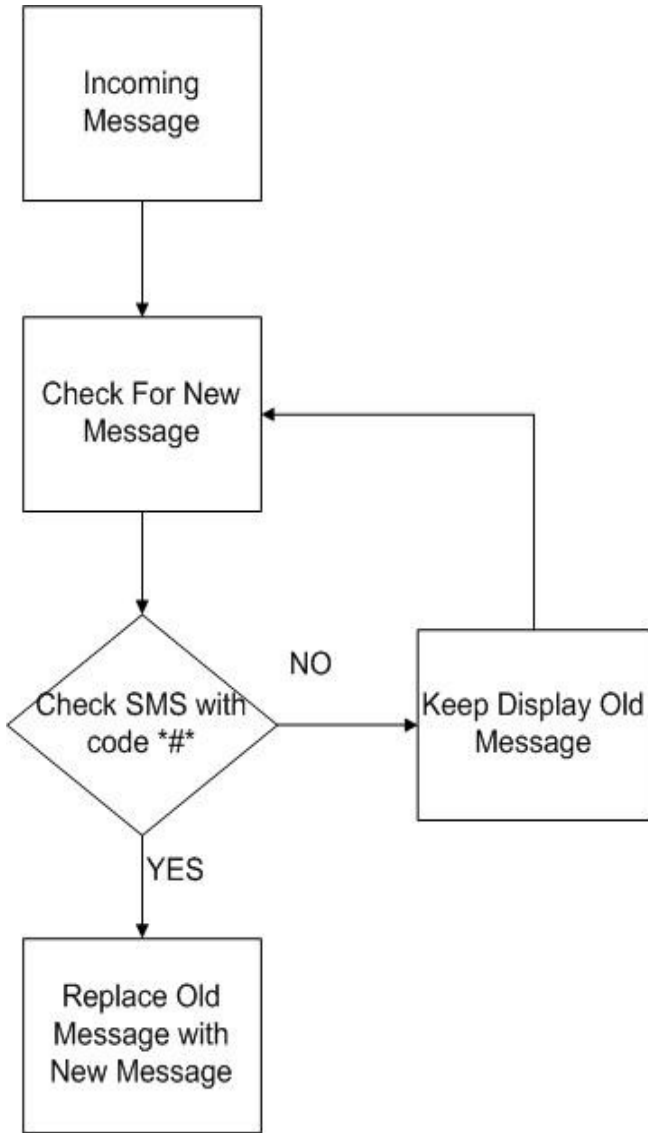 Incoming
Message
Check For New
Message
NO
Check SMS with
code *#*
Keep Display Old
Message
YES
Replace Old
Message with
New Message